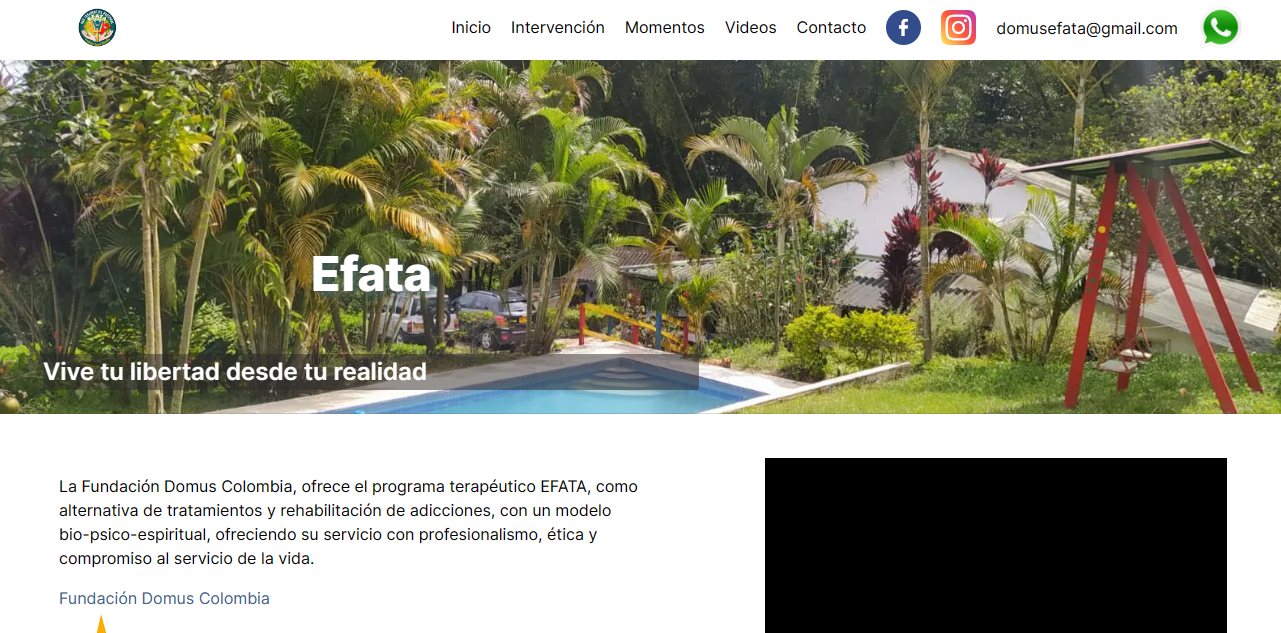 Inicio Intervención Momentos Videos Contacto domusefata@gmail.com
Efata
Vive tu libertad desde tu realidad
La Fundación Domus Colombia, ofrece el programa terapéutico EFATA, como
alternativa de tratamientos y rehabilitación de adicciones, con un modelo
bio-psico-espiritual, ofreciendo su servicio con profesionalismo, ética y
compromiso al servicio de la vida.
Fundación Domus Colombia